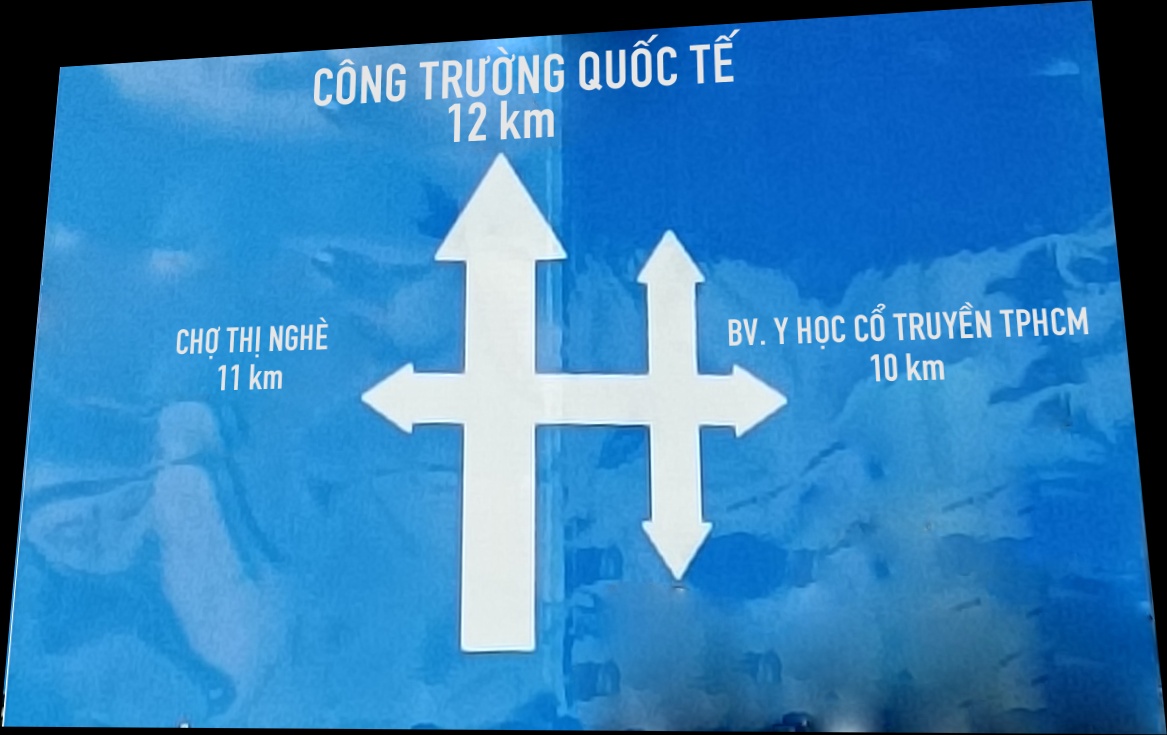 CÔNG TRƯỜNG QUỐC TẾ
12 km
CHỢ THỊ NGHÈ
11 km
BV. Y HỌC CỔ TRUYỀN TPHCM
10 km